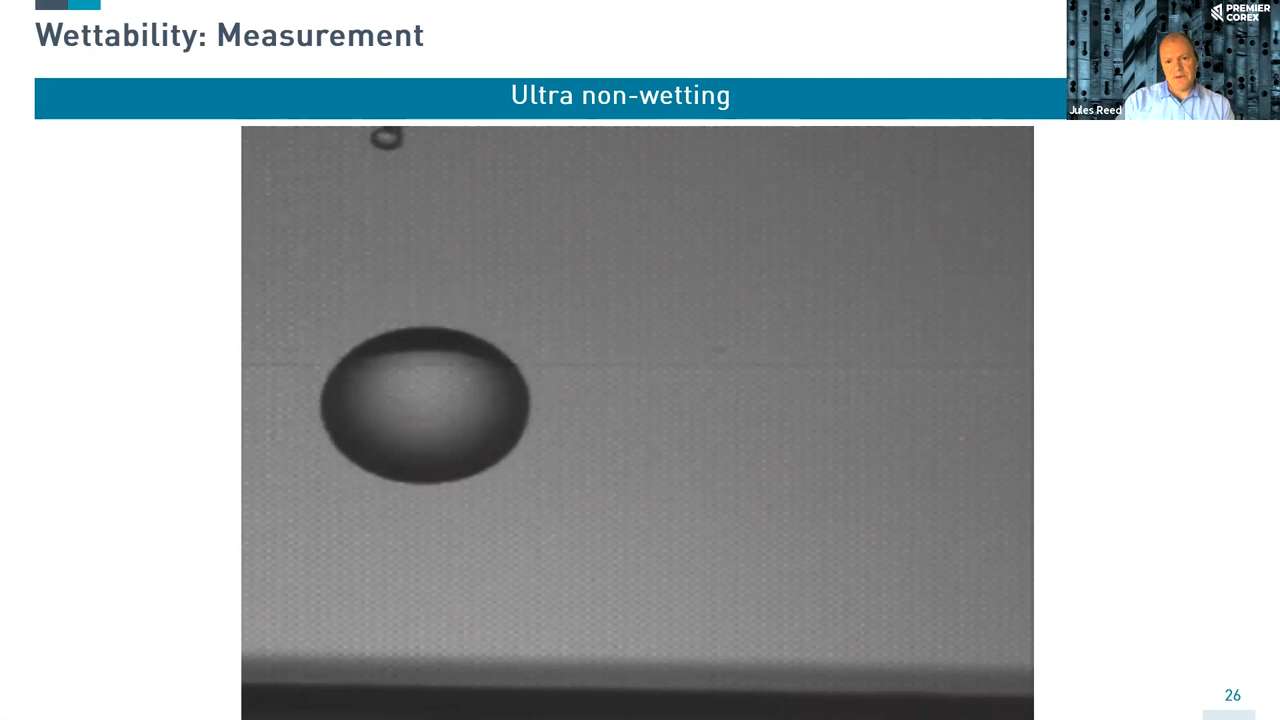 Wettability: Measurement
PREMIER
COREX
Ultra non-wetting
Jules Reed
26